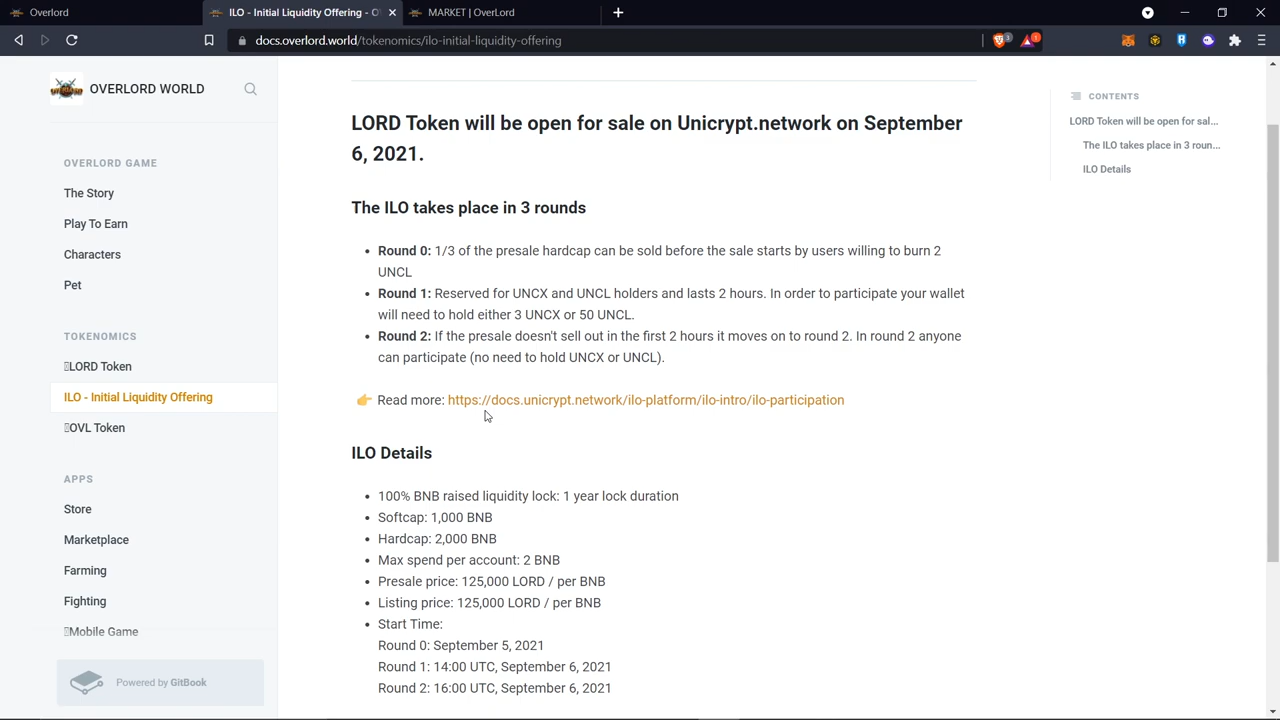 Overlord
ILO - Initial Liquidity Offering - O
MARKET | OverLord
docs.overlord.world/tokenomics/ilo-initial-liquidity-offering
3
1
OVERLORD WORLD
OVERLORD GAME
The Story
Play To Earn
Characters
Pet
TOKENOMICS
LORD Token
ILO - Initial Liquidity Offering
OVL Token
APPS
Store
Marketplace
Farming
Fighting
Mobile Game
Powered by GitBook
LORD Token will be open for sale on Unicrypt.network on September
6, 2021.
The ILO takes place in 3 rounds
• Round 0: 1/3 of the presale hardcap can be sold before the sale starts by users willing to burn 2
UNCL
• Round 1: Reserved for UNCX and UNCL holders and lasts 2 hours. In order to participate your wallet
will need to hold either 3 UNCX or 50 UNCL.
• Round 2: If the presale doesn't sell out in the first 2 hours it moves on to round 2. In round 2 anyone
can participate (no need to hold UNCX or UNCL).
👉 Read more: https://docs.unicrypt.network/ilo-platform/ilo-intro/ilo-participation
ILO Details
• 100% BNB raised liquidity lock: 1 year lock duration
• Softcap: 1,000 BNB
• Hardcap: 2,000 BNB
• Max spend per account: 2 BNB
• Presale price: 125,000 LORD / per BNB
• Listing price: 125,000 LORD / per BNB
• Start Time:
Round 0: September 5, 2021
Round 1: 14:00 UTC, September 6, 2021
Round 2: 16:00 UTC, September 6, 2021
CONTENTS
LORD Token will be open for sal...
The ILO takes place in 3 roun...
ILO Details